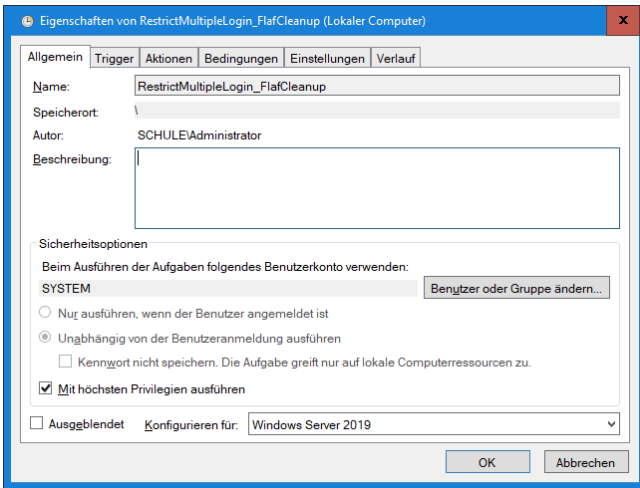 Eigenschaften von RestrictMultipleLogin_FlafCleanup (Lokaler Computer) x
Allgemein Trigger Aktionen Bedingungen Einstellungen Verlauf
Name: RestrictMultipleLogin_FlafCleanup
Speicherort: \
Autor: SCHULE\Administrator
Beschreibung:
Sicherheitsoptionen
Beim Ausführen der Aufgaben folgendes Benutzerkonto verwenden:
SYSTEM Benutzer oder Gruppe ändern...
Nur ausführen, wenn der Benutzer angemeldet ist
Unabhängig von der Benutzeranmeldung ausführen
Kennwort nicht speichern. Die Aufgabe greift nur auf lokale Computerressourcen zu.
Mit höchsten Privilegien ausführen
Ausgeblendet Konfigurieren für: Windows Server 2019
OK Abbrechen